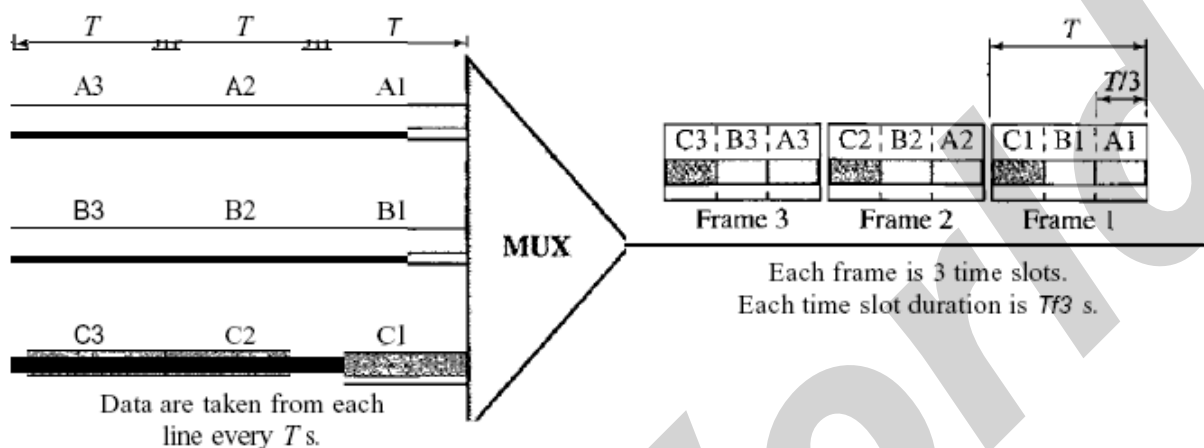 T T T
T
T/3
A3 A2 A1
C3 B3 A3 C2 B2 A2 C1 B1 A1
Frame 3 Frame 2 Frame 1
B3 B2 B1
MUX
Each frame is 3 time slots.
Each time slot duration is Tf3 s.
C3 C2 C1
Data are taken from each
line every T s.